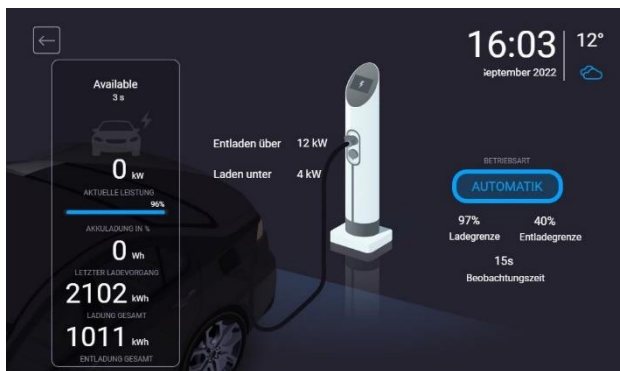 16:03
12°
september 2022
Available
3 s
0 kW
AKTUELLE LEISTUNG
96%
AKKULADUNG IN %
0 Wh
LETZTER LADEVORGANG
2102 kWh
LADUNG GESAMT
1011 kWh
ENTLADUNG GESAMT
Entladen über 12 kW
Laden unter 4 kW
BETRIEBSART
AUTOMATIK
97% 40%
Ladegrenze Entladegrenze
15s
Beobachtungszeit